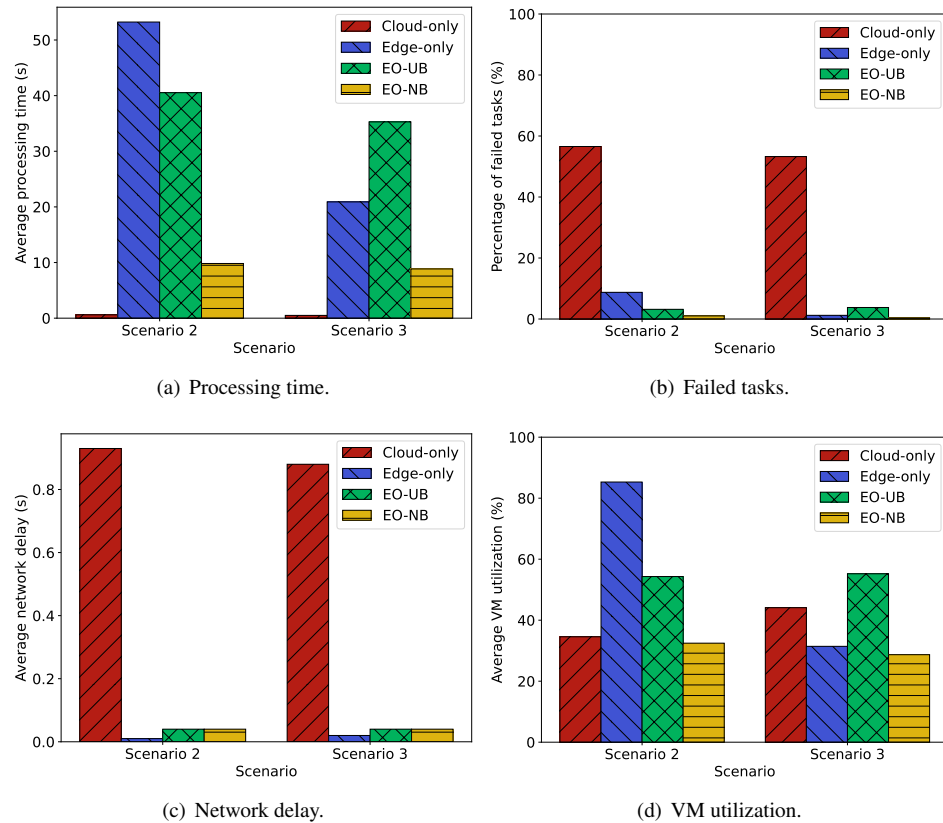 Average processing time (s)
50
40
30
20
10
0
Cloud-only
Edge-only
EO-UB
EO-NB
Scenario 2
Scenario 3
Scenario
(a) Processing time.
Percentage of failed tasks (%)
100
80
60
40
20
0
Cloud-only
Edge-only
EO-UB
EO-NB
Scenario 2
Scenario 3
Scenario
(b) Failed tasks.
Average network delay (s)
0.8
0.6
0.4
0.2
0.0
Cloud-only
Edge-only
EO-UB
EO-NB
Scenario 2
Scenario 3
Scenario
(c) Network delay.
Average VM utilization (%)
100
80
60
40
20
0
Cloud-only
Edge-only
EO-UB
EO-NB
Scenario 2
Scenario 3
Scenario
(d) VM utilization.